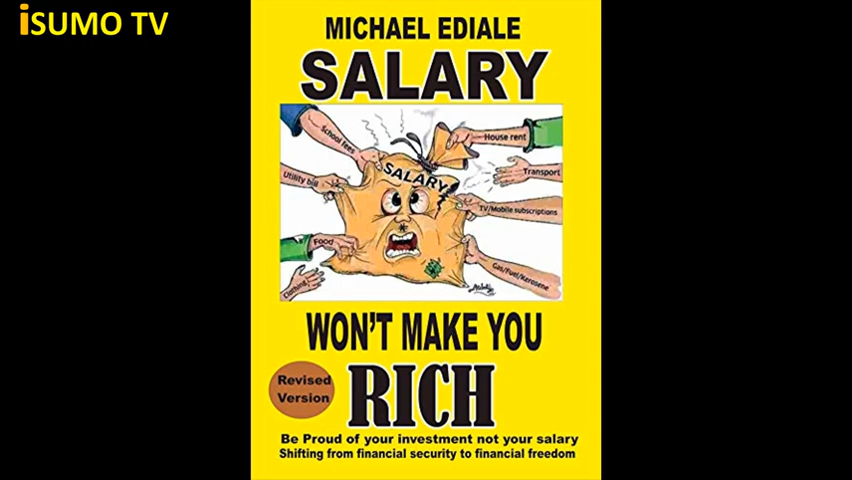 iSUMO TV
MICHAEL EDIALE
SALARY
School fees
House rent
Utility bill
SALARY
Transport
TV/Mobile subscriptions
Food
Gas/Fuel/Kerosene
Clothing
WON'T MAKE YOU
Revised
Version
RICH
Be Proud of your investment not your salary
Shifting from financial security to financial freedom